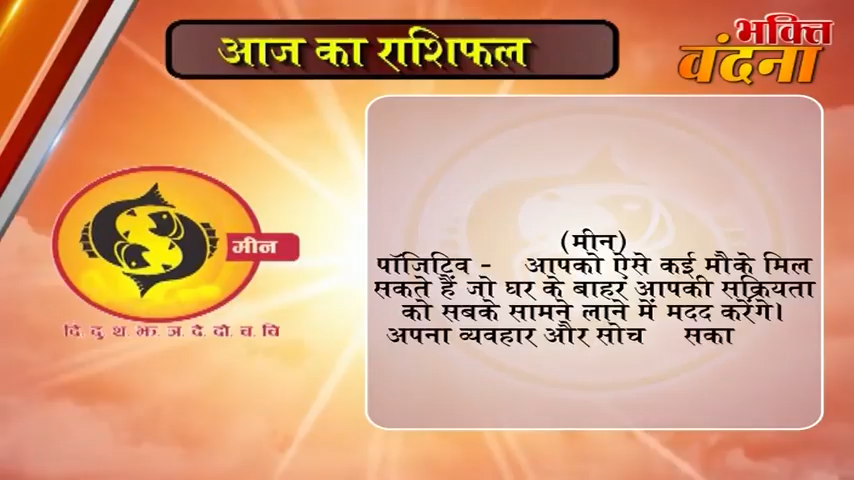 आज का राशिफल
भक्ति
वंदना
मीन
दि. दु. थ. झ. ञ. दे. दो. च. चि
(मीन)
पॉजिटिव - आपको ऐसे कई मौके मिल
सकते हैं जो घर के बाहर आपकी सक्रियता
को सबके सामने लाने में मदद करेंगे।
अपना व्यवहार और सोच सका